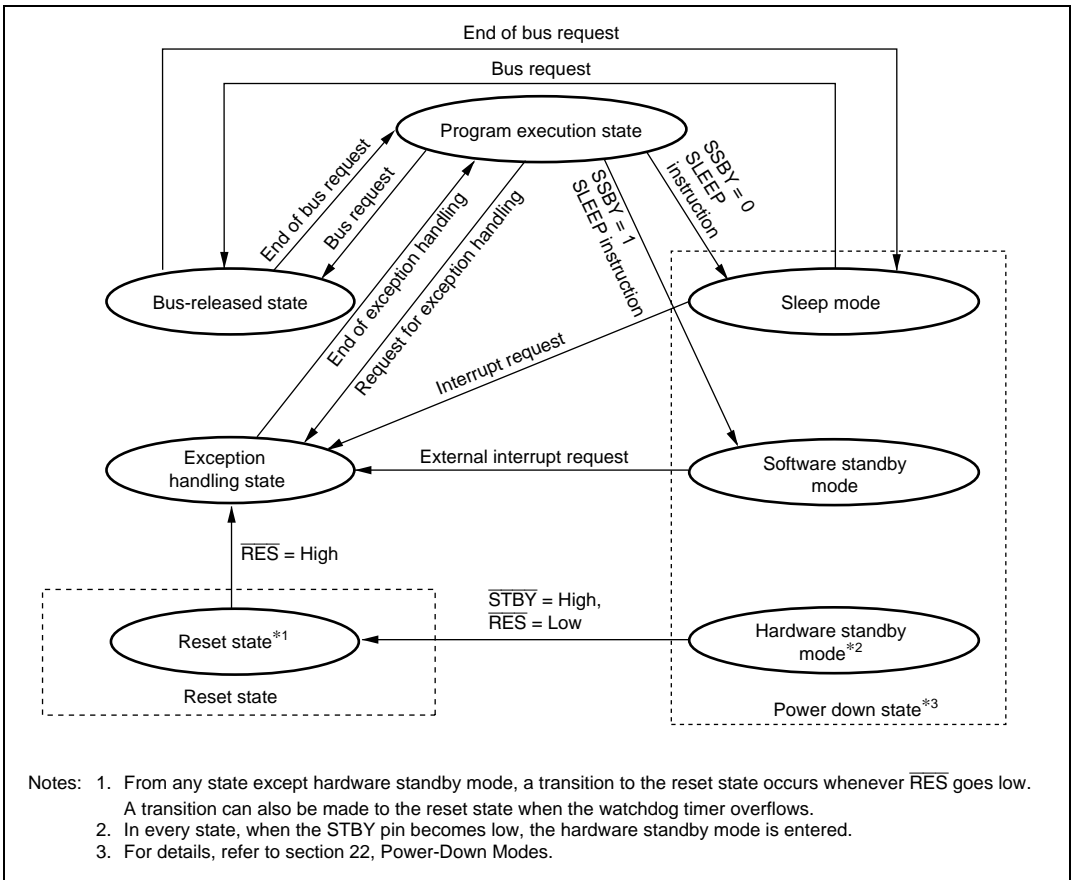 End of bus request
Bus request
Program execution state
End of bus request
Bus request
End of exception handling
Request for exception handling
SSBY = 1
SLEEP instruction
SSBY = 0
SLEEP
instruction
Bus-released state
Sleep mode
Interrupt request
Exception
handling state
External interrupt request
Software standby
mode
R̅E̅S̅ = High
S̅T̅B̅Y̅ = High,
R̅E̅S̅ = Low
Reset state*1
Hardware standby
mode*2
Reset state
Power down state*3
Notes: 1. From any state except hardware standby mode, a transition to the reset state occurs whenever R̅E̅S̅ goes low.
A transition can also be made to the reset state when the watchdog timer overflows.
2. In every state, when the STBY pin becomes low, the hardware standby mode is entered.
3. For details, refer to section 22, Power-Down Modes.